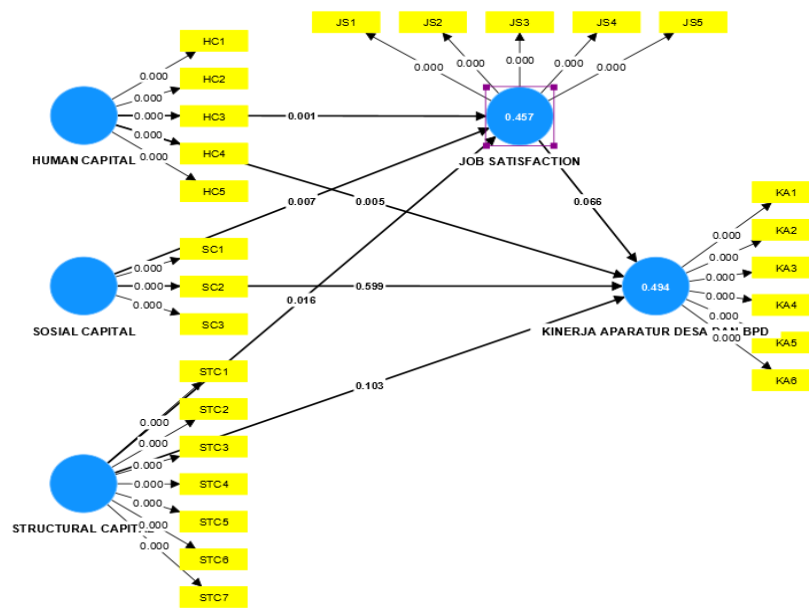 JS1
JS2
JS3
JS4
JS5
0.000
0.000
0.000
0.000
0.000
0.457
JOB SATISFACTION
HC1
HC2
HC3
HC4
HC5
0.000
0.000
0.000
0.000
0.000
HUMAN CAPITAL
0.001
0.007
0.005
0.066
SC1
SC2
SC3
0.000
0.000
0.000
SOSIAL CAPITAL
0.599
0.016
0.494
KINERJA APARATUR DESA DAN BPD
KA1
KA2
KA3
KA4
KA5
KA6
0.000
0.000
0.000
0.000
0.000
0.000
0.103
STC1
STC2
STC3
STC4
STC5
STC6
STC7
0.000
0.000
0.000
0.000
0.000
0.000
0.000
STRUCTURAL